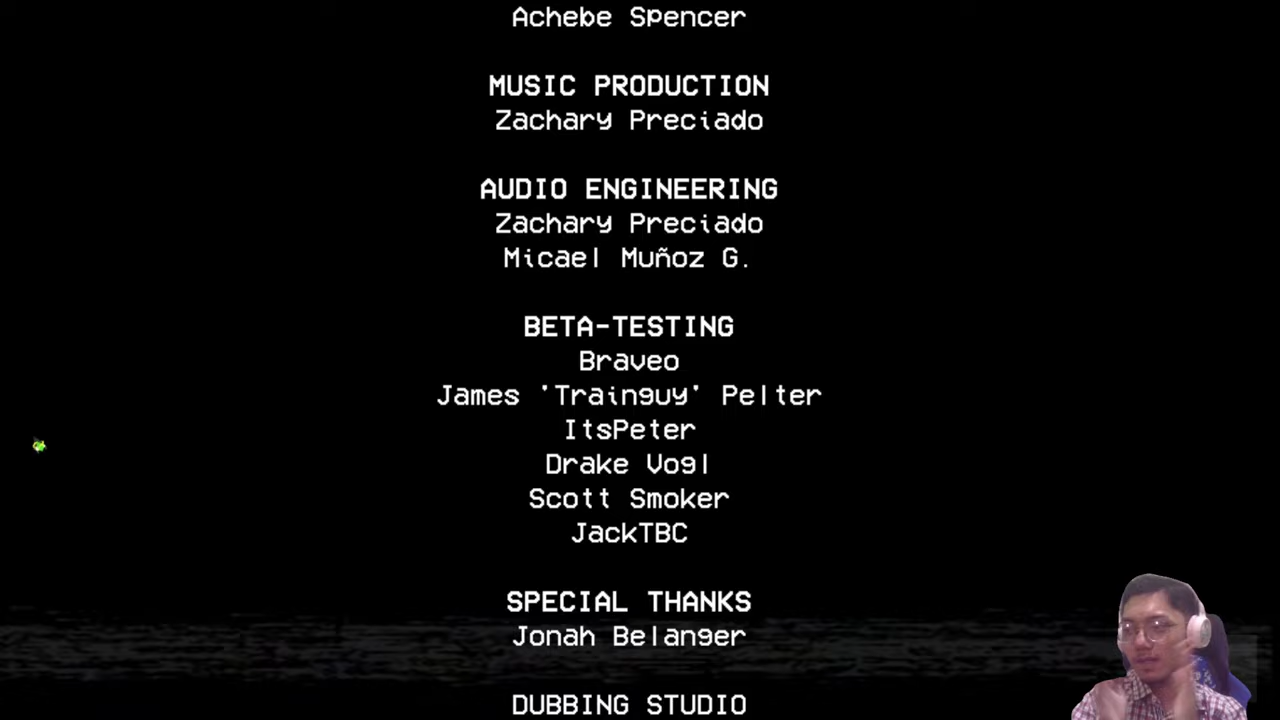 Achebe Spencer
MUSIC PRODUCTION
Zachary Preciado
AUDIO ENGINEERING
Zachary Preciado
Micael Muñoz G.
BETA-TESTING
Braveo
James 'Trainguy' Pelter
ItsPeter
Drake Vogl
Scott Smoker
JackTBC
SPECIAL THANKS
Jonah Belanger
DUBBING STUDIO